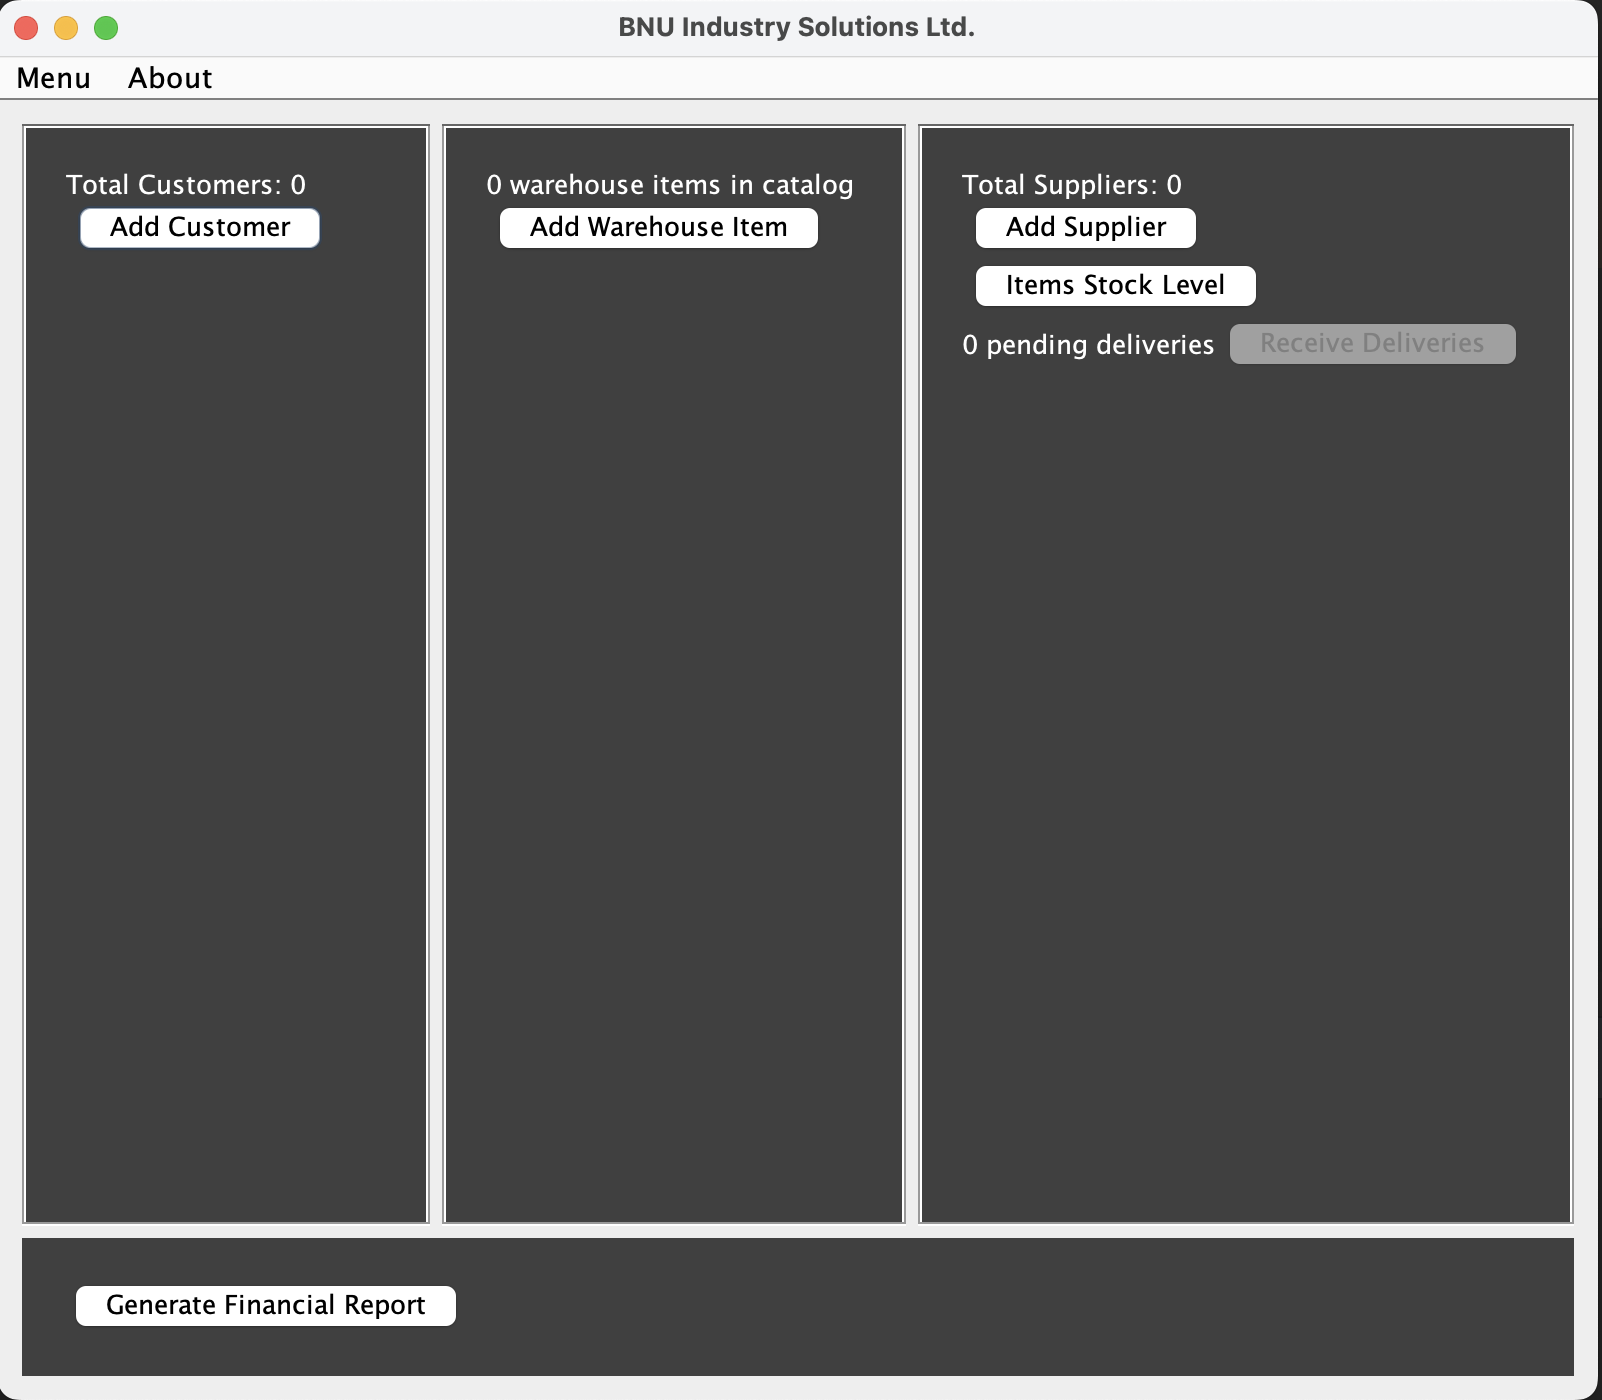 BNU Industry Solutions Ltd.
Menu About
Total Customers: 0
Add Customer
0 warehouse items in catalog
Add Warehouse Item
Total Suppliers: 0
Add Supplier
Items Stock Level
0 pending deliveries Receive Deliveries
Generate Financial Report